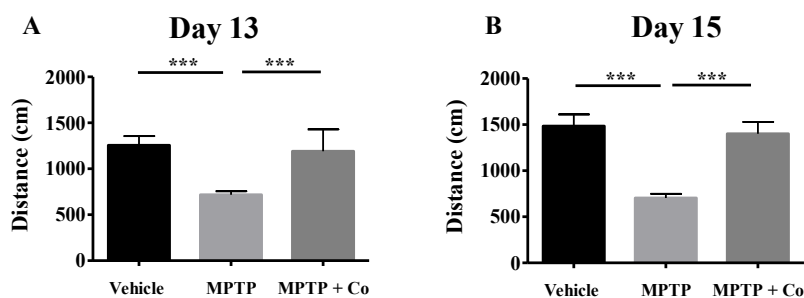 A
Day 13
Distance (cm)
2000
1500
1000
500
0
***
***
Vehicle
MPTP
MPTP + Co
B
Day 15
Distance (cm)
2000
1500
1000
500
0
***
***
Vehicle
MPTP
MPTP + Co